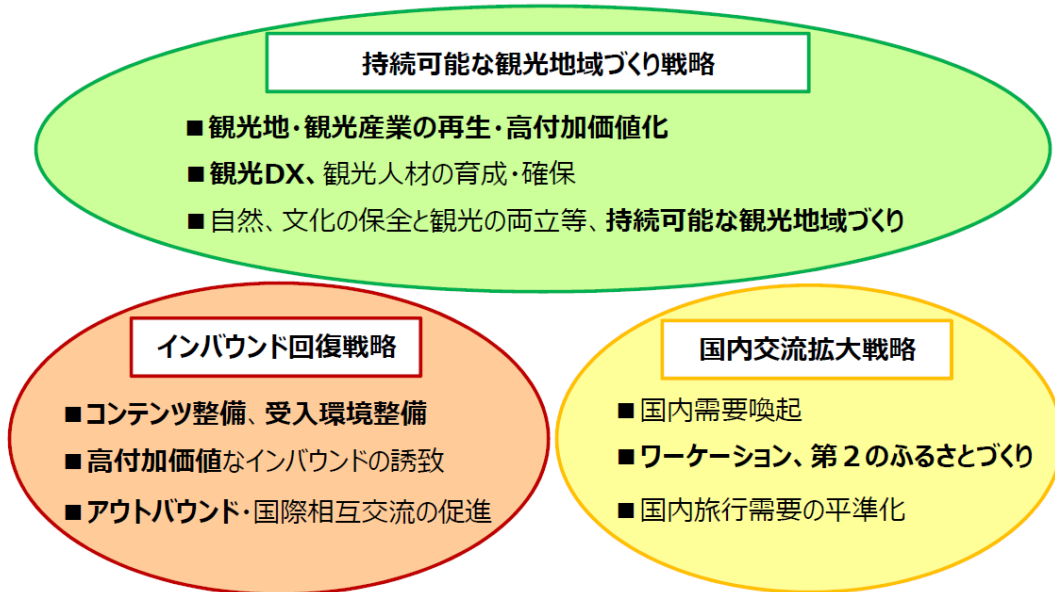 持続可能な観光地域づくり戦略
■観光地・観光産業の再生・高付加価値化
■観光DX、観光人材の育成・確保
■自然、文化の保全と観光の両立等、持続可能な観光地域づくり
インバウンド回復戦略
■コンテンツ整備、受入環境整備
■高付加価値なインバウンドの誘致
■アウトバウンド・国際相互交流の促進
国内交流拡大戦略
■国内需要喚起
■ワーケーション、第２のふるさとづくり
■国内旅行需要の平準化